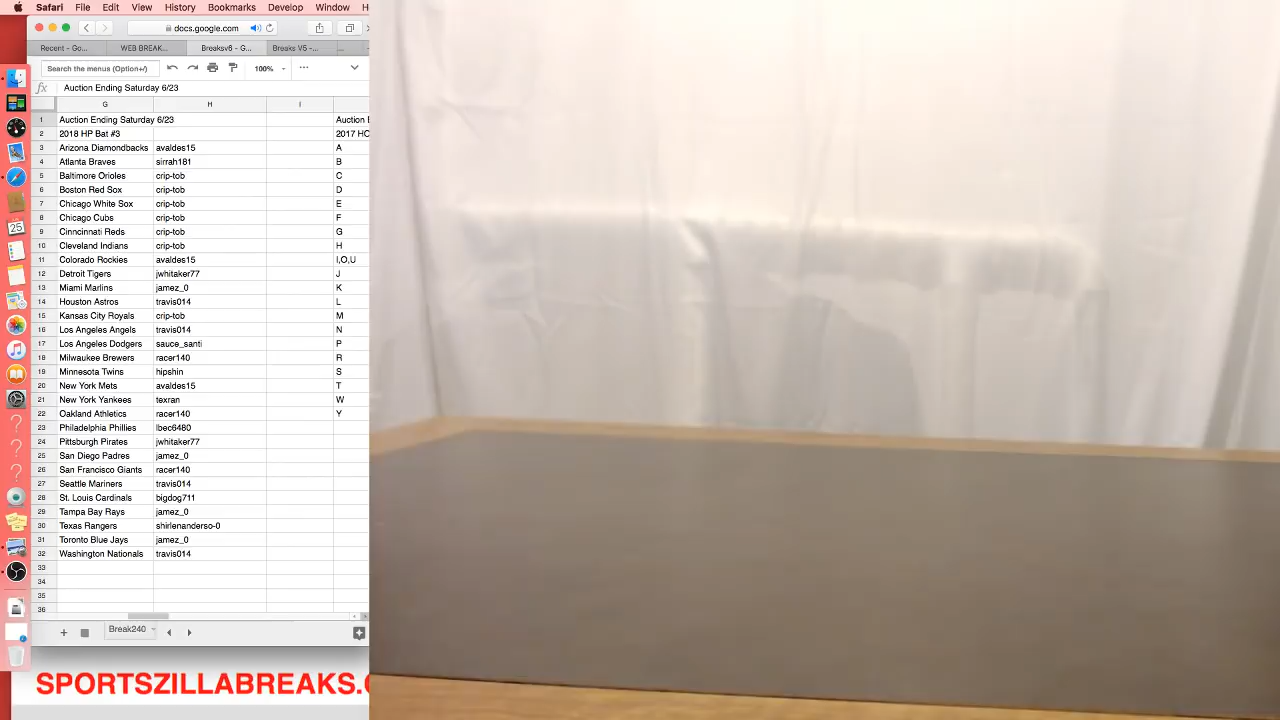 Safari File Edit View History Bookmarks Develop Window
docs.google.com
Recent - Go... WEB BREAK... Breaksv6 - G... Breaks V5 -... ...
Search the menus (Option+/) 100% ...
fx Auction Ending Saturday 6/23
G H I
1 Auction Ending Saturday 6/23 Auction E
2 2018 HP Bat #3 2017 HO
3 Arizona Diamondbacks avaldes15 A
4 Atlanta Braves sirrah181 B
5 Baltimore Orioles crip-tob C
6 Boston Red Sox crip-tob D
7 Chicago White Sox crip-tob E
8 Chicago Cubs crip-tob F
9 Cinncinnati Reds crip-tob G
10 Cleveland Indians crip-tob H
11 Colorado Rockies avaldes15 I,O,U
12 Detroit Tigers jwhitaker77 J
13 Miami Marlins jamez_0 K
14 Houston Astros travis014 L
15 Kansas City Royals crip-tob M
16 Los Angeles Angels travis014 N
17 Los Angeles Dodgers sauce_santi P
18 Milwaukee Brewers racer140 R
19 Minnesota Twins hipshin S
20 New York Mets avaldes15 T
21 New York Yankees texran W
22 Oakland Athletics racer140 Y
23 Philadelphia Phillies lbec6480
24 Pittsburgh Pirates jwhitaker77
25 San Diego Padres jamez_0
26 San Francisco Giants racer140
27 Seattle Mariners travis014
28 St. Louis Cardinals bigdog711
29 Tampa Bay Rays jamez_0
30 Texas Rangers shirlenanderso-0
31 Toronto Blue Jays jamez_0
32 Washington Nationals travis014
33
34
35
36
Break240
25
SPORTSZILLABREAKS.C